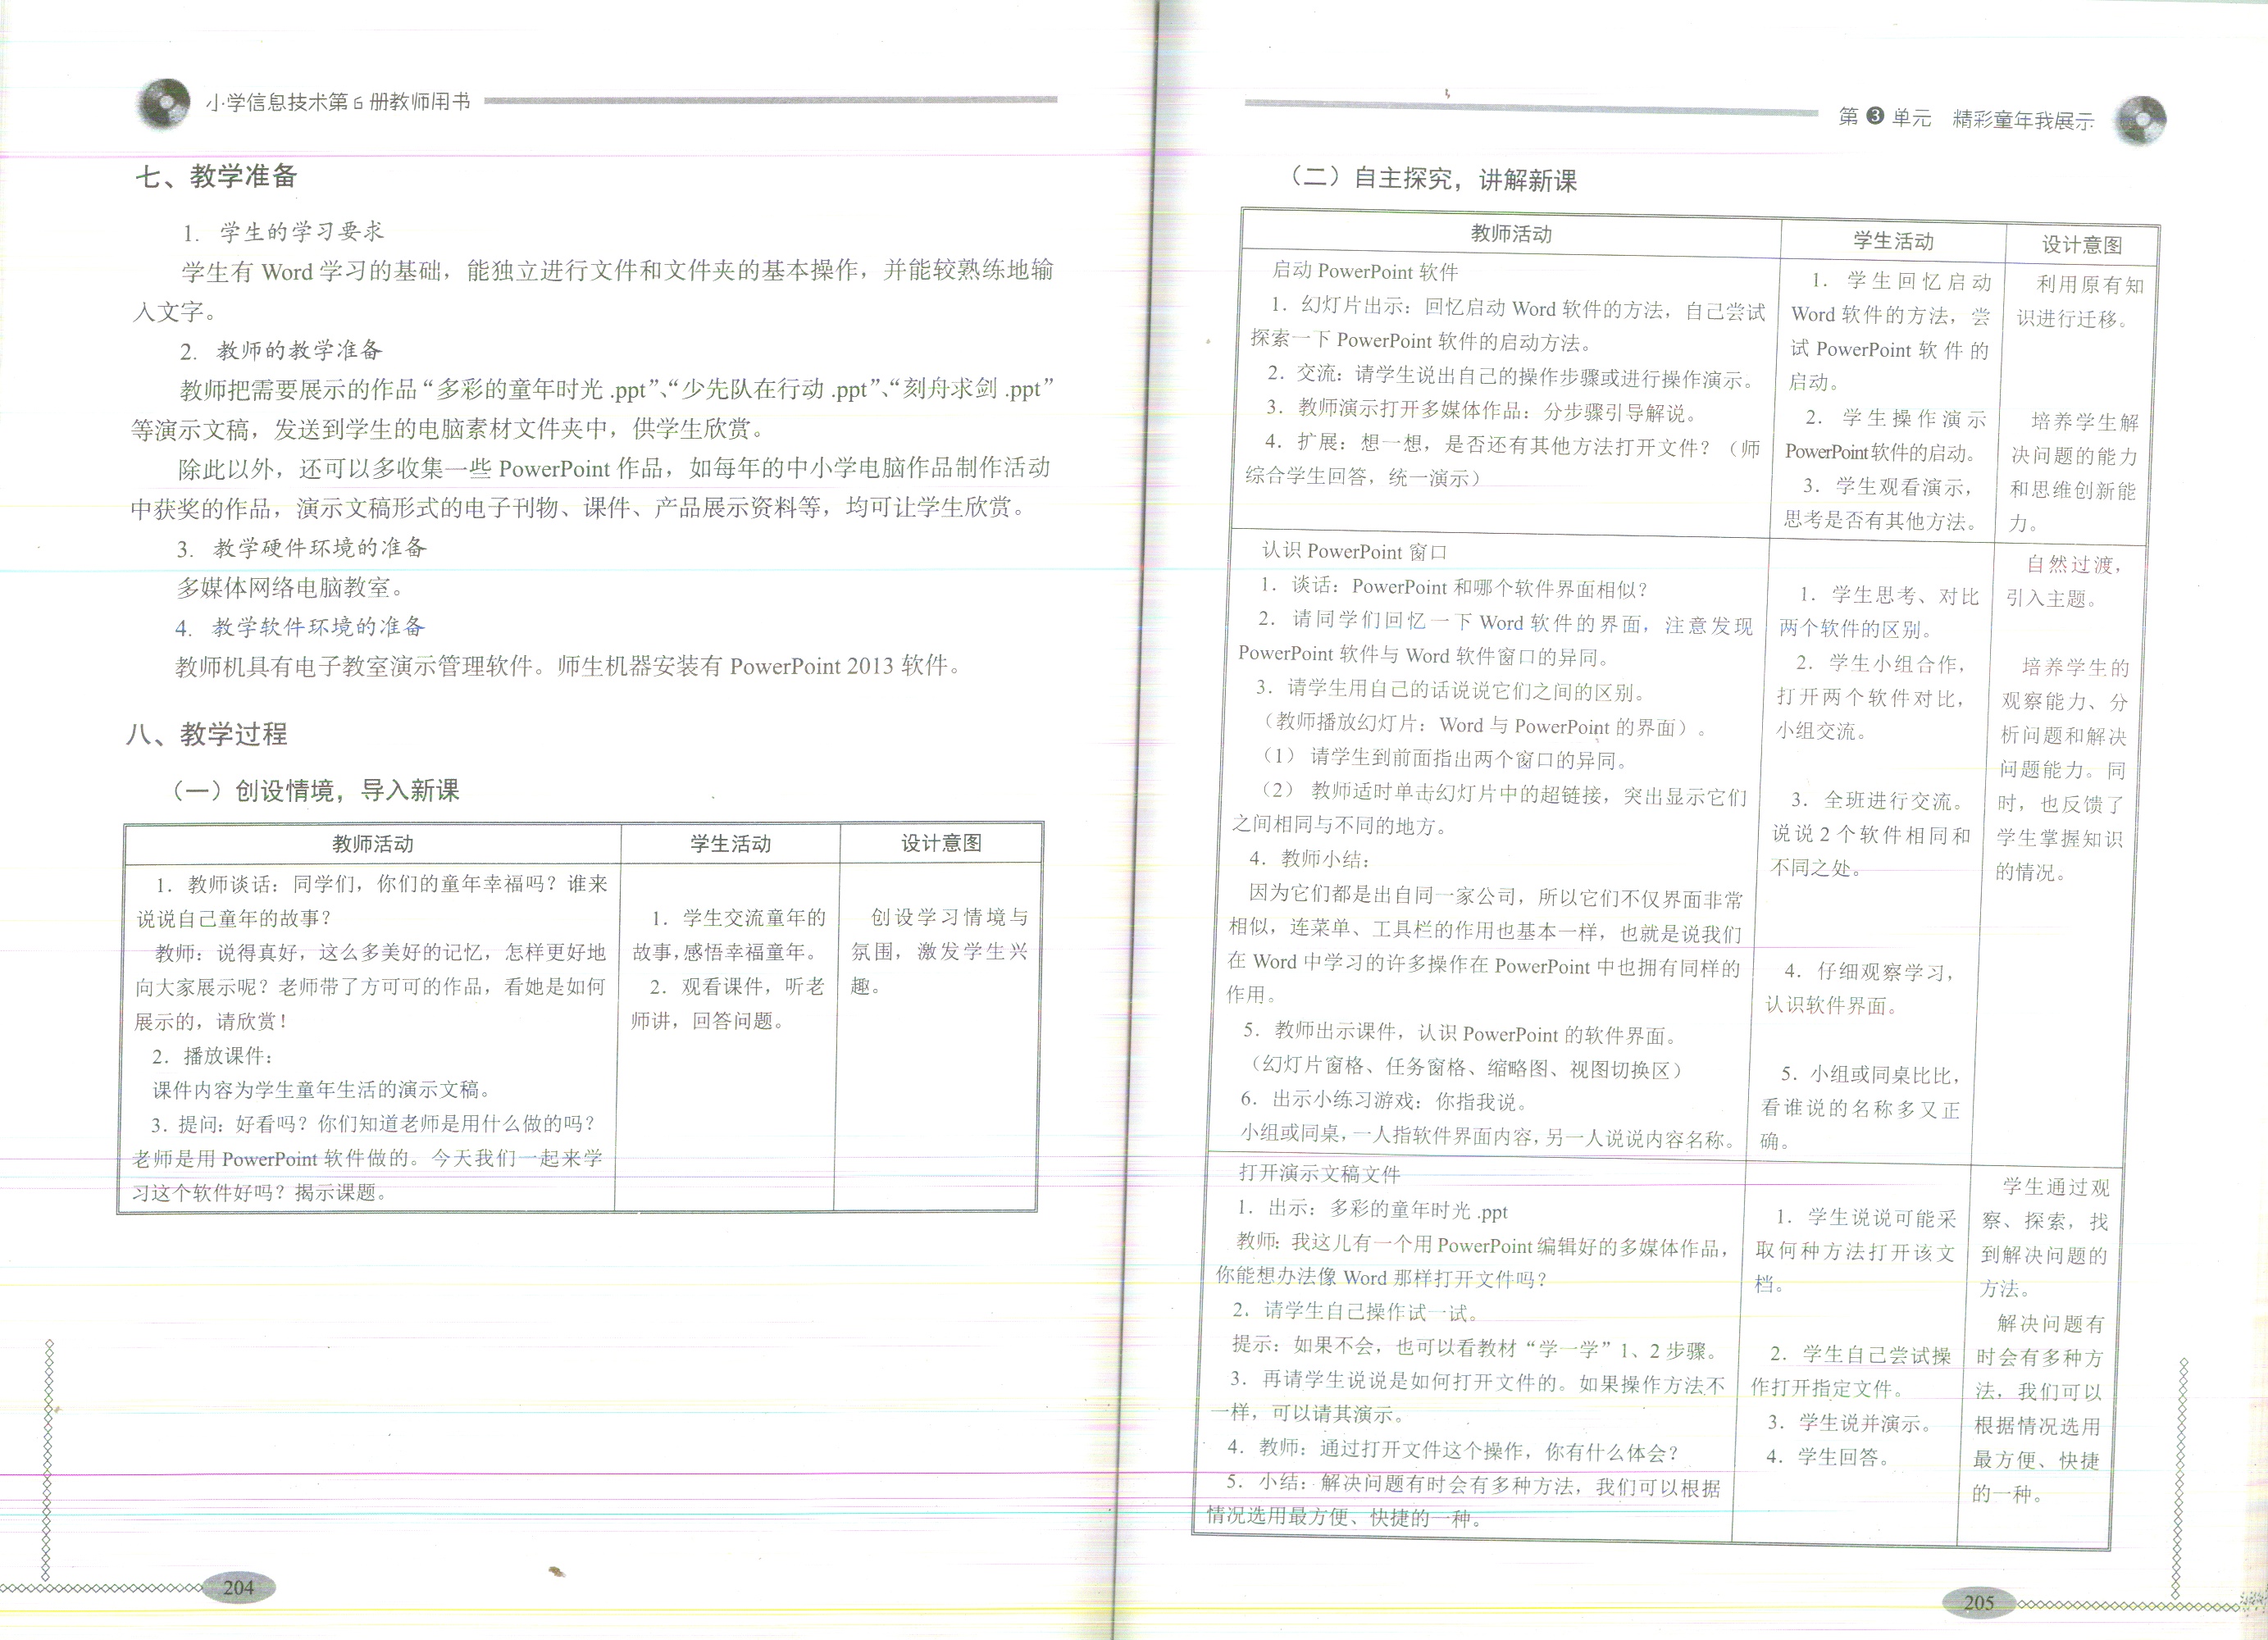 小学信息技术第6册教师用书
七、教学准备
1. 学生的学习要求
学生有 Word 学习的基础，能独立进行文件和文件夹的基本操作，并能较熟练地输
入文字。
2. 教师的教学准备
教师把需要展示的作品“多彩的童年时光.ppt”、“少先队在行动.ppt”、“刻舟求剑.ppt”
等演示文稿，发送到学生的电脑素材文件夹中，供学生欣赏。
除此以外，还可以多收集一些 PowerPoint 作品，如每年的中小学电脑作品制作活动
中获奖的作品，演示文稿形式的电子刊物、课件、产品展示资料等，均可让学生欣赏。
3. 教学硬件环境的准备
多媒体网络电脑教室。
4. 教学软件环境的准备
教师机具有电子教室演示管理软件。师生机器安装有 PowerPoint 2013 软件。
八、教学过程
（一）创设情境，导入新课
教师活动
学生活动
设计意图
1. 教师谈话：同学们，你们的童年幸福吗？谁来
说说自己童年的故事？
教师：说得真好，这么多美好的记忆，怎样更好地
向大家展示呢？老师带了方可可的作品，看她是如何
展示的，请欣赏！
2. 播放课件：
课件内容为学生童年生活的演示文稿。
3. 提问：好看吗？你们知道老师是用什么做的吗？
老师是用 PowerPoint 软件做的。今天我们一起来学
习这个软件好吗？揭示课题。
1. 学生交流童年的
故事，感悟幸福童年。
2. 观看课件，听老
师讲，回答问题。
创设学习情境与
氛围，激发学生兴
趣。
204
第3单元 精彩童年我展示
（二）自主探究，讲解新课
教师活动
学生活动
设计意图
启动 PowerPoint 软件
1. 幻灯片出示：回忆启动 Word 软件的方法，自己尝试
探索一下 PowerPoint 软件的启动方法。
2. 交流：请学生说出自己的操作步骤或进行操作演示。
3. 教师演示打开多媒体作品：分步骤引导解说。
4. 扩展：想一想，是否还有其他方法打开文件？（师
综合学生回答，统一演示）
1. 学生回忆启动
Word 软件的方法，尝
试 PowerPoint 软件的
启动。
2. 学生操作演示
PowerPoint 软件的启动。
3. 学生观看演示，
思考是否有其他方法。
利用原有知
识进行迁移。
培养学生解
决问题的能力
和思维创新能
力。
认识 PowerPoint 窗口
1. 谈话：PowerPoint 和哪个软件界面相似？
2. 请同学们回忆一下 Word 软件的界面，注意发现
PowerPoint 软件与 Word 软件窗口的异同。
3. 请学生用自己的话说说它们之间的区别。
（教师播放幻灯片：Word 与 PowerPoint 的界面）。
（1） 请学生到前面指出两个窗口的异同。
（2） 教师适时单击幻灯片中的超链接，突出显示它们
之间相同与不同的地方。
4. 教师小结：
因为它们都是出自同一家公司，所以它们不仅界面非常
相似，连菜单、工具栏的作用也基本一样，也就是说我们
在 Word 中学习的许多操作在 PowerPoint 中也拥有同样的
作用。
5. 教师出示课件，认识 PowerPoint 的软件界面。
（幻灯片窗格、任务窗格、缩略图、视图切换区）
6. 出示小练习游戏：你指我说。
小组或同桌，一人指软件界面内容，另一人说说内容名称。
1. 学生思考、对比
两个软件的区别。
2. 学生小组合作，
打开两个软件对比，
小组交流。
3. 全班进行交流。
说说2个软件相同和
不同之处。
4. 仔细观察学习，
认识软件界面。
5. 小组或同桌比比，
看谁说的名称多又正
确。
自然过渡，
引入主题。
培养学生的
观察能力、分
析问题和解决
问题能力。同
时，也反馈了
学生掌握知识
的情况。
打开演示文稿文件
1. 出示：多彩的童年时光.ppt
教师：我这儿有一个用 PowerPoint 编辑好的多媒体作品，
你能想办法像 Word 那样打开文件吗？
2. 请学生自己操作试一试。
提示：如果不会，也可以看教材“学一学”1、2步骤。
3. 再请学生说说是如何打开文件的。如果操作方法不
一样，可以请其演示。
4. 教师：通过打开文件这个操作，你有什么体会？
5. 小结：解决问题有时会有多种方法，我们可以根据
情况选用最方便、快捷的一种。
1. 学生说说可能采
取何种方法打开该文
档。
2. 学生自己尝试操
作打开指定文件。
3. 学生说并演示。
4. 学生回答。
学生通过观
察、探索，找
到解决问题的
方法。
解决问题有
时会有多种方
法，我们可以
根据情况选用
最方便、快捷
的一种。
205